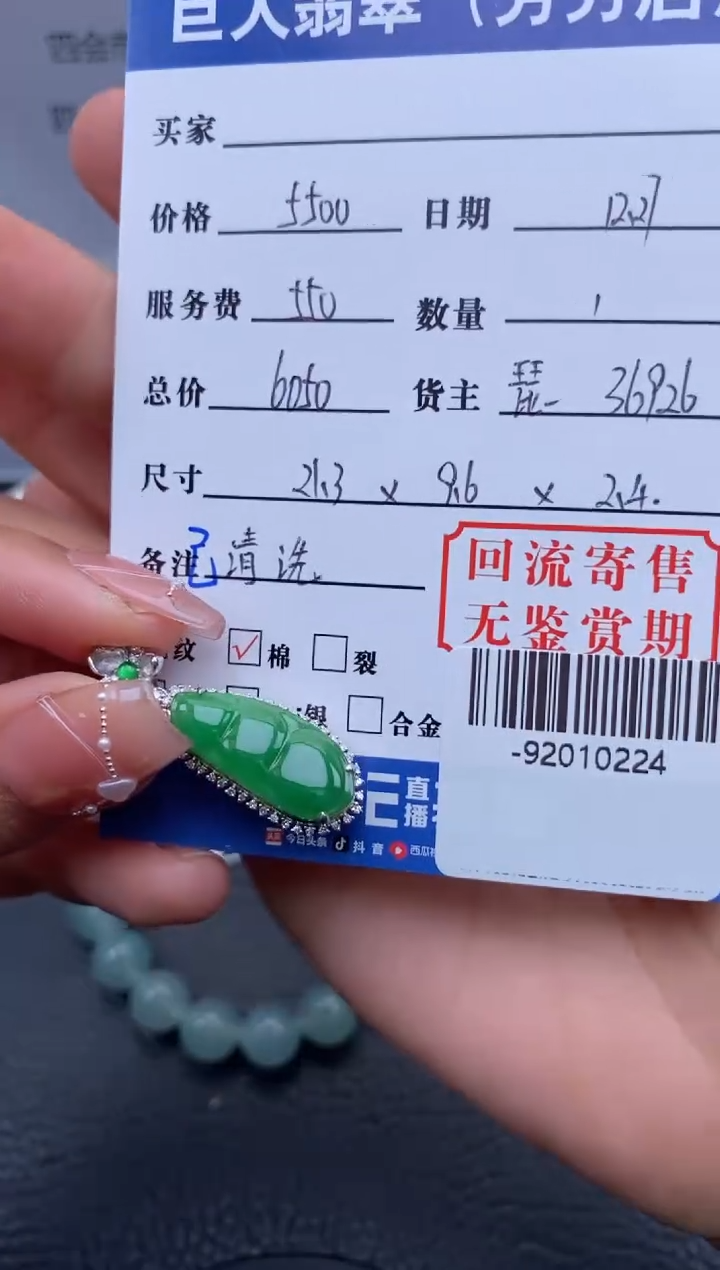 巨人翡翠
买家
价格 5500 日期 12.27
服务费 550 数量 1
总价 6050 货主 琵 36926
尺寸 21.3 x 9.6 x 2.4.
备注 已清洗
回流寄售
无鉴赏期
纹 ✓ 棉 裂
银 合金
-92010224
直
播
今日头条 抖音 西瓜